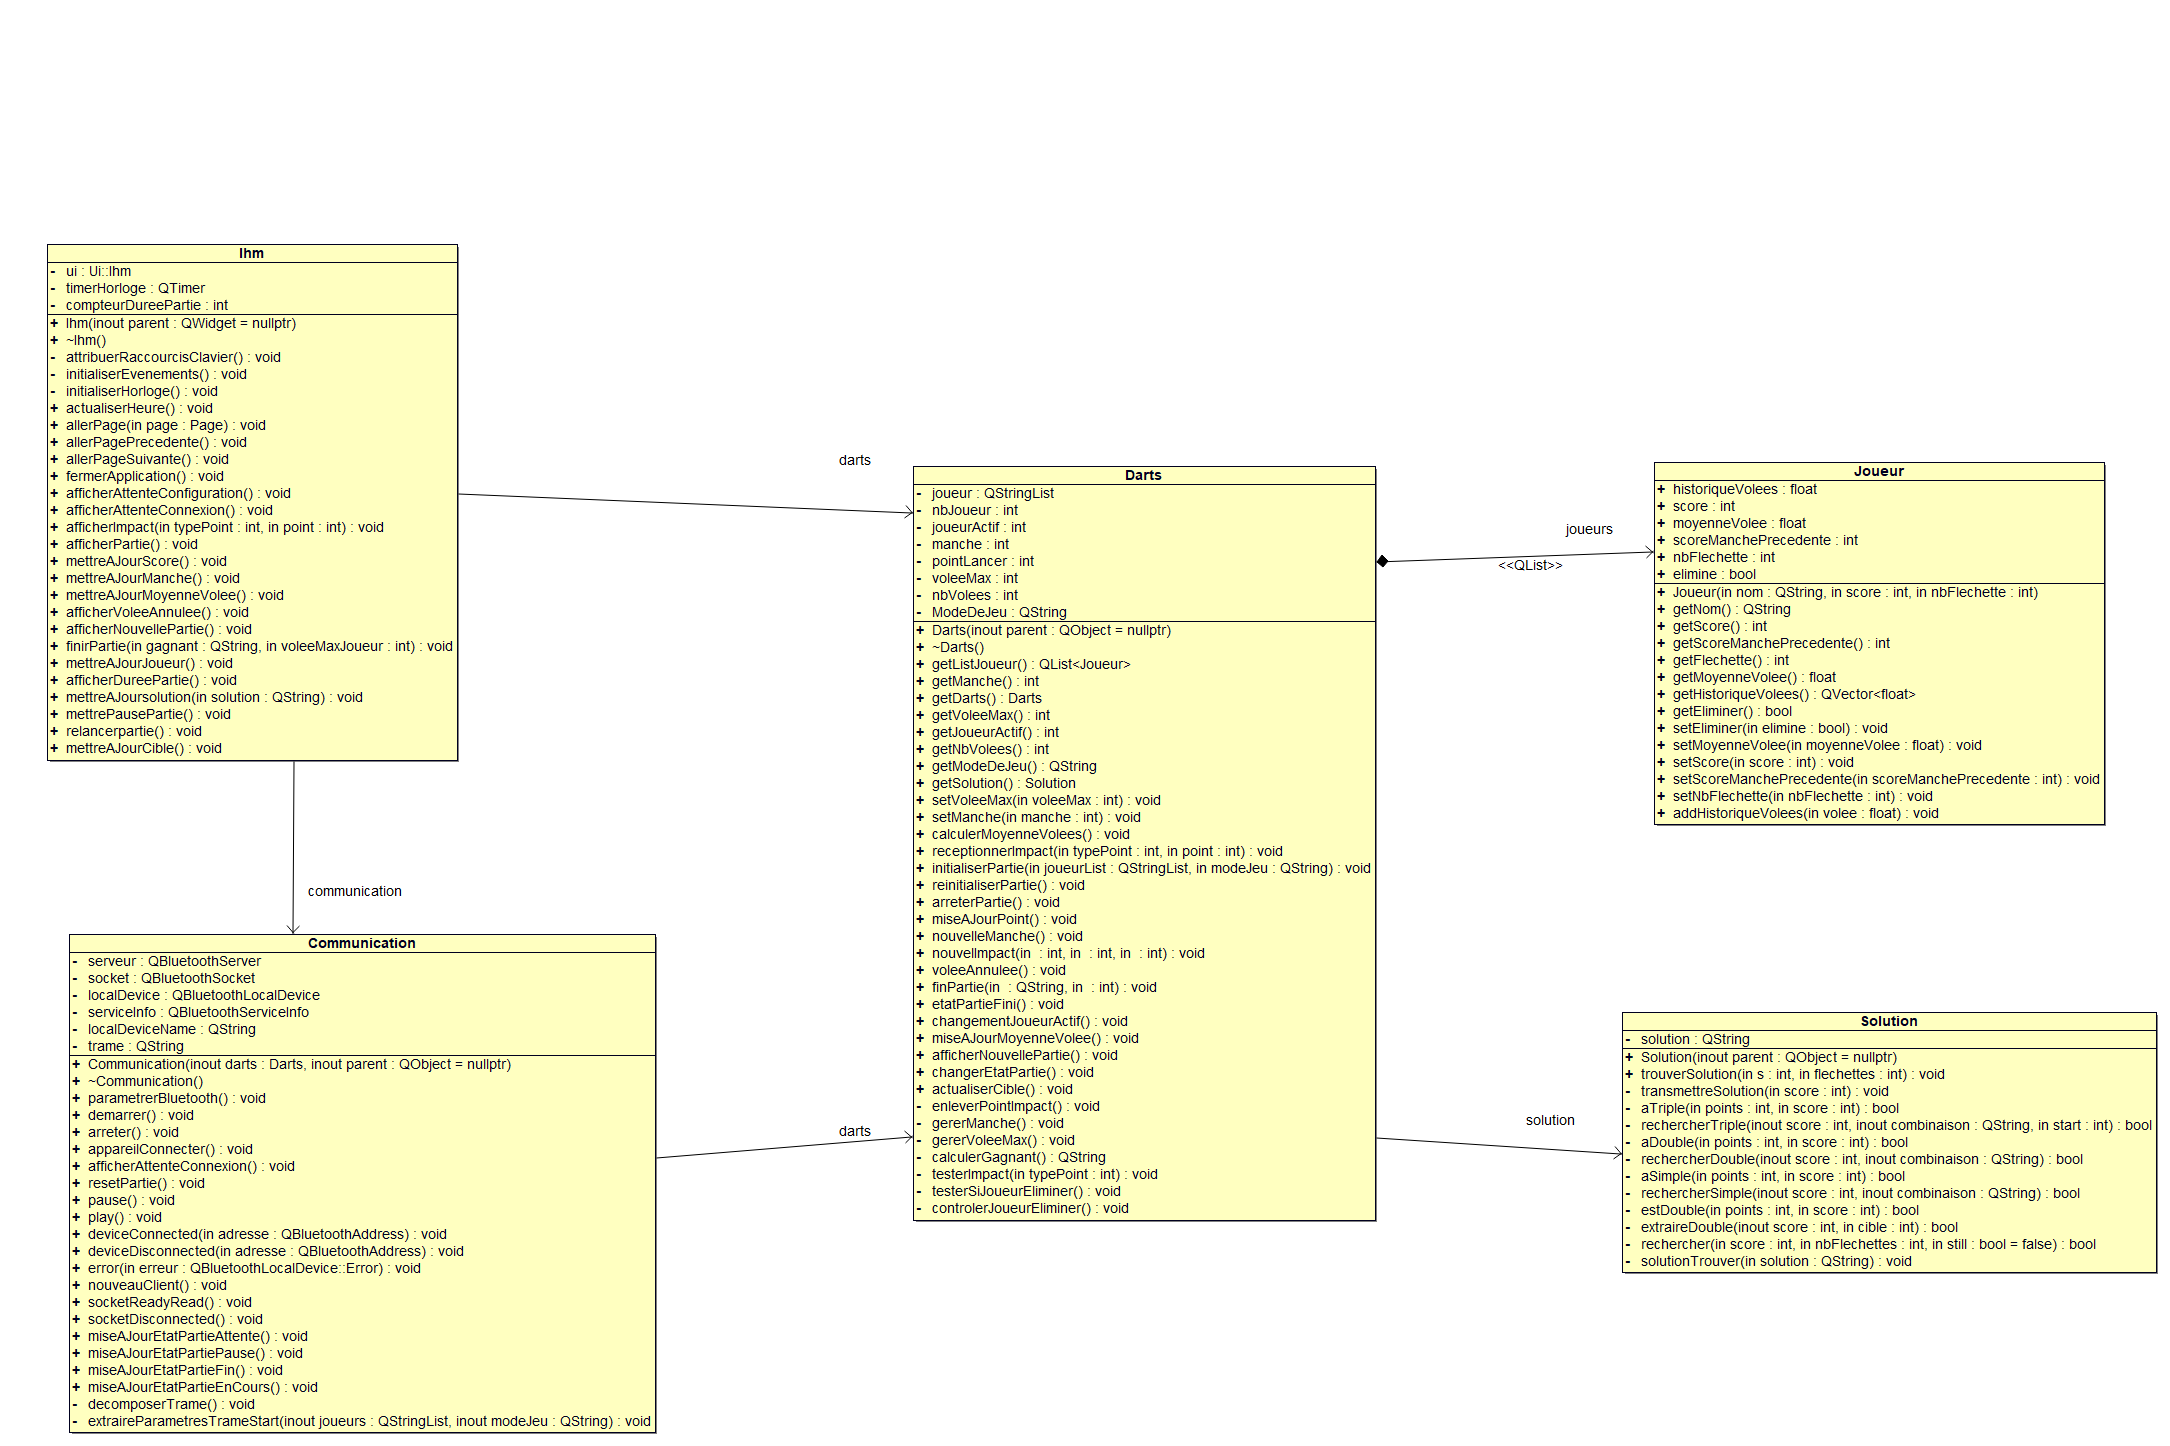 Ihm
- ui : Ui::Ihm
- timerHorloge : QTimer
- compteurDureePartie : int
+ Ihm(inout parent : QWidget = nullptr)
+ ~Ihm()
- attribuerRaccourcisClavier() : void
- initialiserEvenements() : void
- initialiserHorloge() : void
+ actualiserHeure() : void
+ allerPage(in page : Page) : void
+ allerPagePrecedente() : void
+ allerPageSuivante() : void
+ fermerApplication() : void
+ afficherAttenteConfiguration() : void
+ afficherAttenteConnexion() : void
+ afficherImpact(in typePoint : int, in point : int) : void
+ afficherPartie() : void
+ mettreAJourScore() : void
+ mettreAJourManche() : void
+ mettreAJourMoyenneVolee() : void
+ afficherVoleeAnnulee() : void
+ afficherNouvellePartie() : void
+ finirPartie(in gagnant : QString, in voleeMaxJoueur : int) : void
+ mettreAJourJoueur() : void
+ afficherDureePartie() : void
+ mettreAJoursolution(in solution : QString) : void
+ mettrePausePartie() : void
+ relancerpartie() : void
+ mettreAJourCible() : void
darts
communication
Communication
- serveur : QBluetoothServer
- socket : QBluetoothSocket
- localDevice : QBluetoothLocalDevice
- serviceInfo : QBluetoothServiceInfo
- localDeviceName : QString
- trame : QString
+ Communication(inout darts : Darts, inout parent : QObject = nullptr)
+ ~Communication()
+ parametrerBluetooth() : void
+ demarrer() : void
+ arreter() : void
+ appareilConnecter() : void
+ afficherAttenteConnexion() : void
+ resetPartie() : void
+ pause() : void
+ play() : void
+ deviceConnected(in adresse : QBluetoothAddress) : void
+ deviceDisconnected(in adresse : QBluetoothAddress) : void
+ error(in erreur : QBluetoothLocalDevice::Error) : void
+ nouveauClient() : void
+ socketReadyRead() : void
+ socketDisconnected() : void
+ miseAJourEtatPartieAttente() : void
+ miseAJourEtatPartiePause() : void
+ miseAJourEtatPartieFin() : void
+ miseAJourEtatPartieEnCours() : void
- decomposerTrame() : void
- extraireParametresTrameStart(inout joueurs : QStringList, inout modeJeu : QString) : void
darts
Darts
- joueur : QStringList
- nbJoueur : int
- joueurActif : int
- manche : int
- pointLancer : int
- voleeMax : int
- nbVolees : int
- ModeDeJeu : QString
+ Darts(inout parent : QObject = nullptr)
+ ~Darts()
+ getListJoueur() : QList<Joueur>
+ getManche() : int
+ getDarts() : Darts
+ getVoleeMax() : int
+ getJoueurActif() : int
+ getNbVolees() : int
+ getModeDeJeu() : QString
+ getSolution() : Solution
+ setVoleeMax(in voleeMax : int) : void
+ setManche(in manche : int) : void
+ calculerMoyenneVolees() : void
+ receptionnerImpact(in typePoint : int, in point : int) : void
+ initialiserPartie(in joueurList : QStringList, in modeJeu : QString) : void
+ reinitialiserPartie() : void
+ arreterPartie() : void
+ miseAJourPoint() : void
+ nouvelleManche() : void
+ nouvelImpact(in  : int, in  : int, in  : int) : void
+ voleeAnnulee() : void
+ finPartie(in  : QString, in  : int) : void
+ etatPartieFini() : void
+ changementJoueurActif() : void
+ miseAJourMoyenneVolee() : void
+ afficherNouvellePartie() : void
+ changerEtatPartie() : void
+ actualiserCible() : void
- enleverPointImpact() : void
- gererManche() : void
- gererVoleeMax() : void
- calculerGagnant() : QString
- testerImpact(in typePoint : int) : void
- testerSiJoueurEliminer() : void
- controlerJoueurEliminer() : void
joueurs
<<QList>>
Joueur
+ historiqueVolees : float
+ score : int
+ moyenneVolee : float
+ scoreManchePrecedente : int
+ nbFlechette : int
+ elimine : bool
+ Joueur(in nom : QString, in score : int, in nbFlechette : int)
+ getNom() : QString
+ getScore() : int
+ getScoreManchePrecedente() : int
+ getFlechette() : int
+ getMoyenneVolee() : float
+ getHistoriqueVolees() : QVector<float>
+ getEliminer() : bool
+ setEliminer(in elimine : bool) : void
+ setMoyenneVolee(in moyenneVolee : float) : void
+ setScore(in score : int) : void
+ setScoreManchePrecedente(in scoreManchePrecedente : int) : void
+ setNbFlechette(in nbFlechette : int) : void
+ addHistoriqueVolees(in volee : float) : void
solution
Solution
- solution : QString
+ Solution(inout parent : QObject = nullptr)
+ trouverSolution(in s : int, in flechettes : int) : void
- transmettreSolution(in score : int) : void
- aTriple(in points : int, in score : int) : bool
- rechercherTriple(inout score : int, inout combinaison : QString, in start : int) : bool
- aDouble(in points : int, in score : int) : bool
- rechercherDouble(inout score : int, inout combinaison : QString) : bool
- aSimple(in points : int, in score : int) : bool
- rechercherSimple(inout score : int, inout combinaison : QString) : bool
- estDouble(in points : int, in score : int) : bool
- extraireDouble(inout score : int, in cible : int) : bool
- rechercher(in score : int, in nbFlechettes : int, in still : bool = false) : bool
- solutionTrouver(in solution : QString) : void